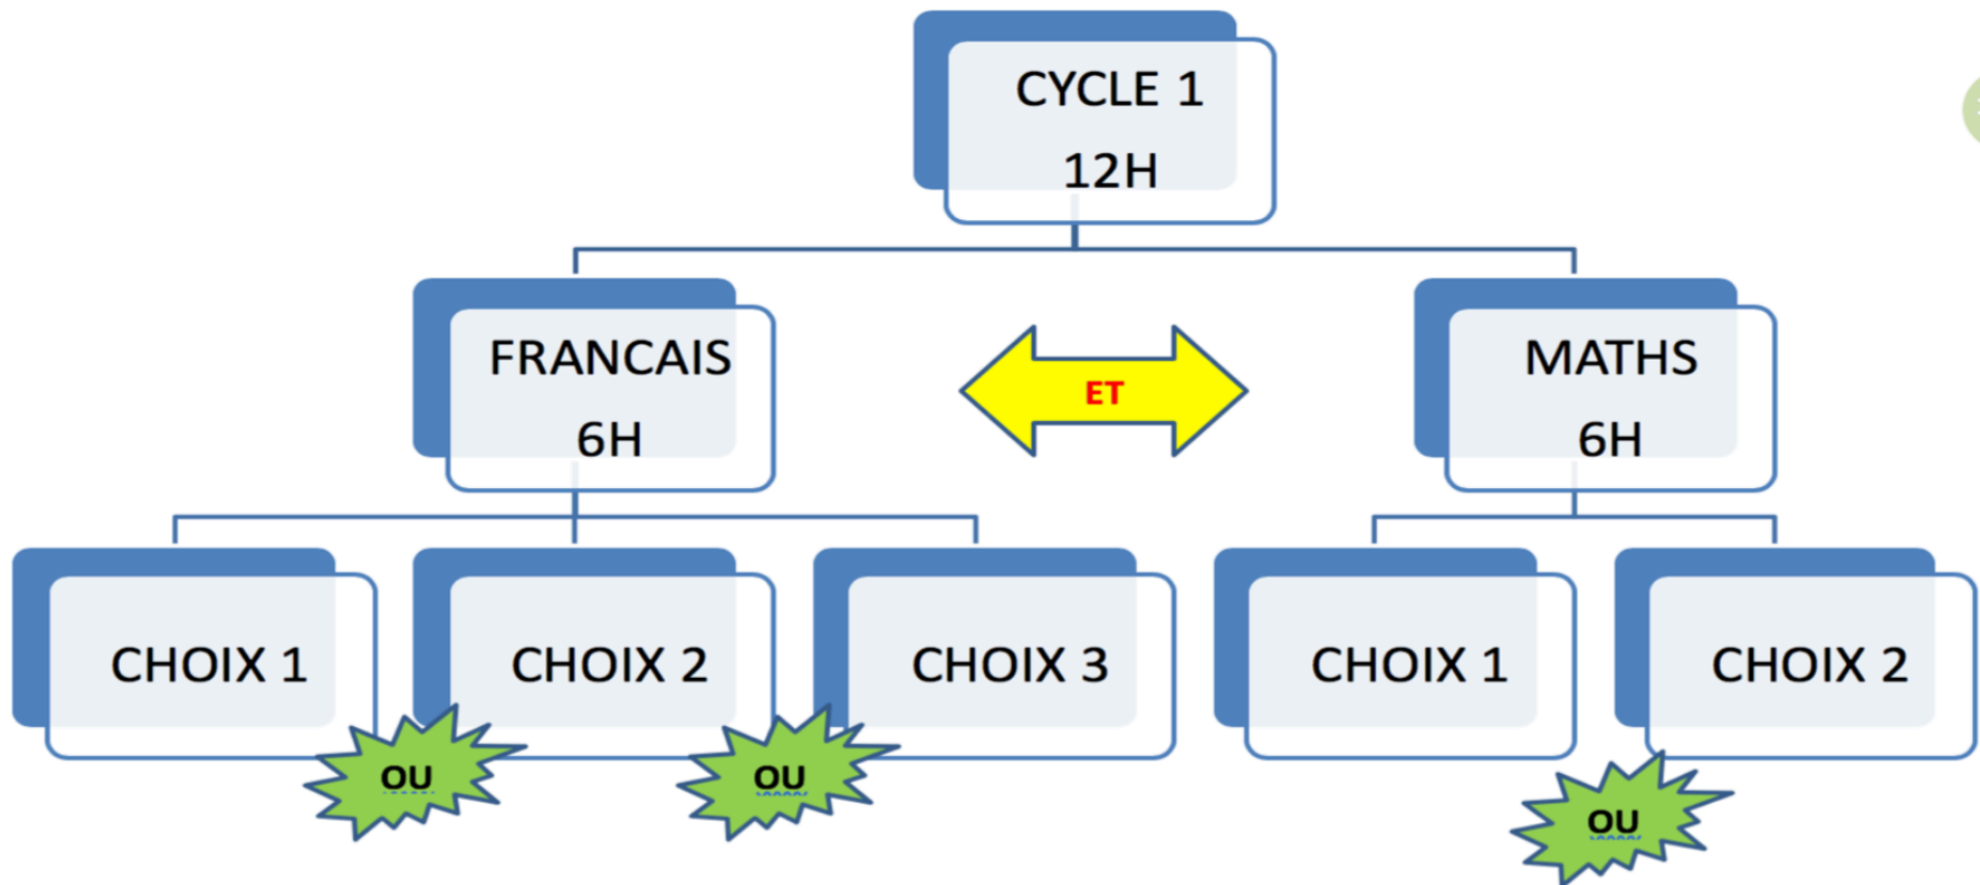 CYCLE 1
12H
FRANCAIS
6H
ET
MATHS
6H
CHOIX 1
CHOIX 2
CHOIX 3
CHOIX 1
CHOIX 2
OU
OU
OU